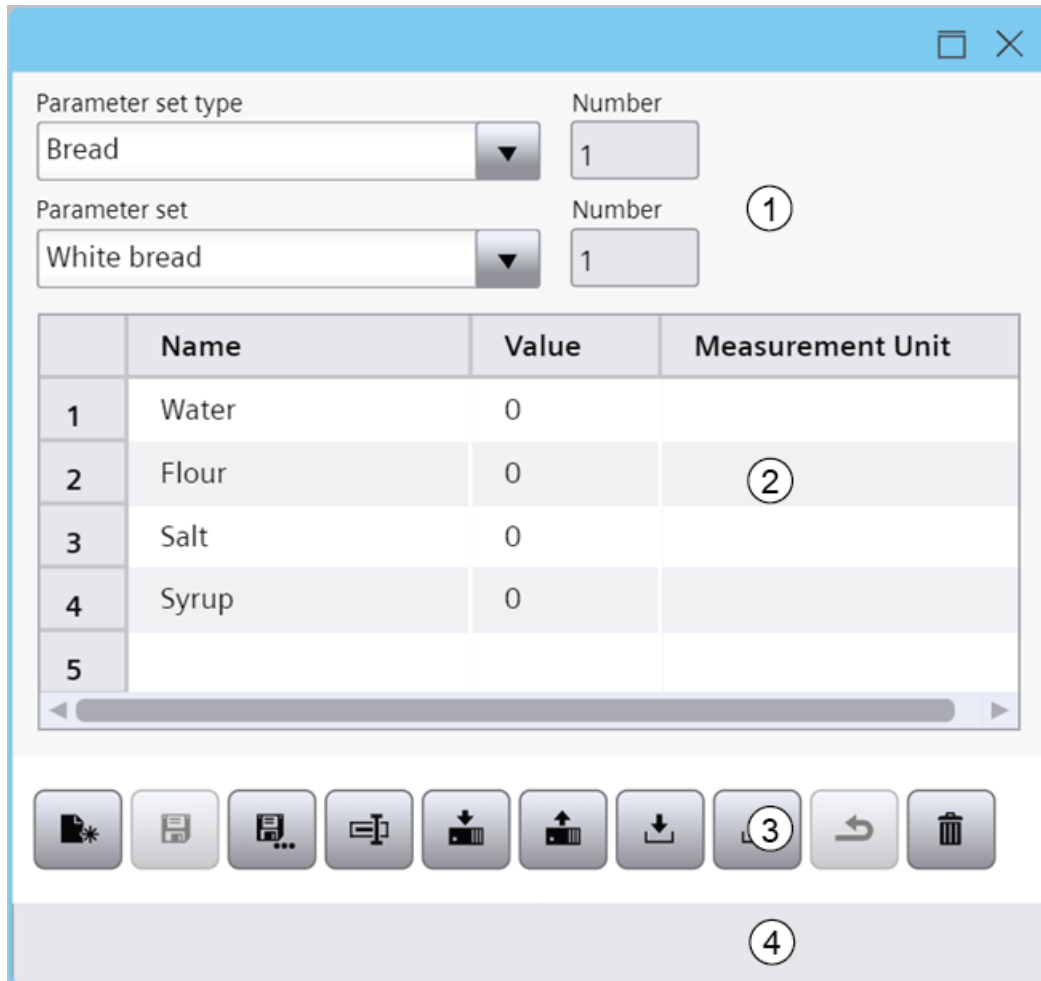 Parameter set type Number
Bread 1
Parameter set Number
White bread 1
①
Name Value Measurement Unit
1 Water 0
2 Flour 0
②
3 Salt 0
4 Syrup 0
5
③
④